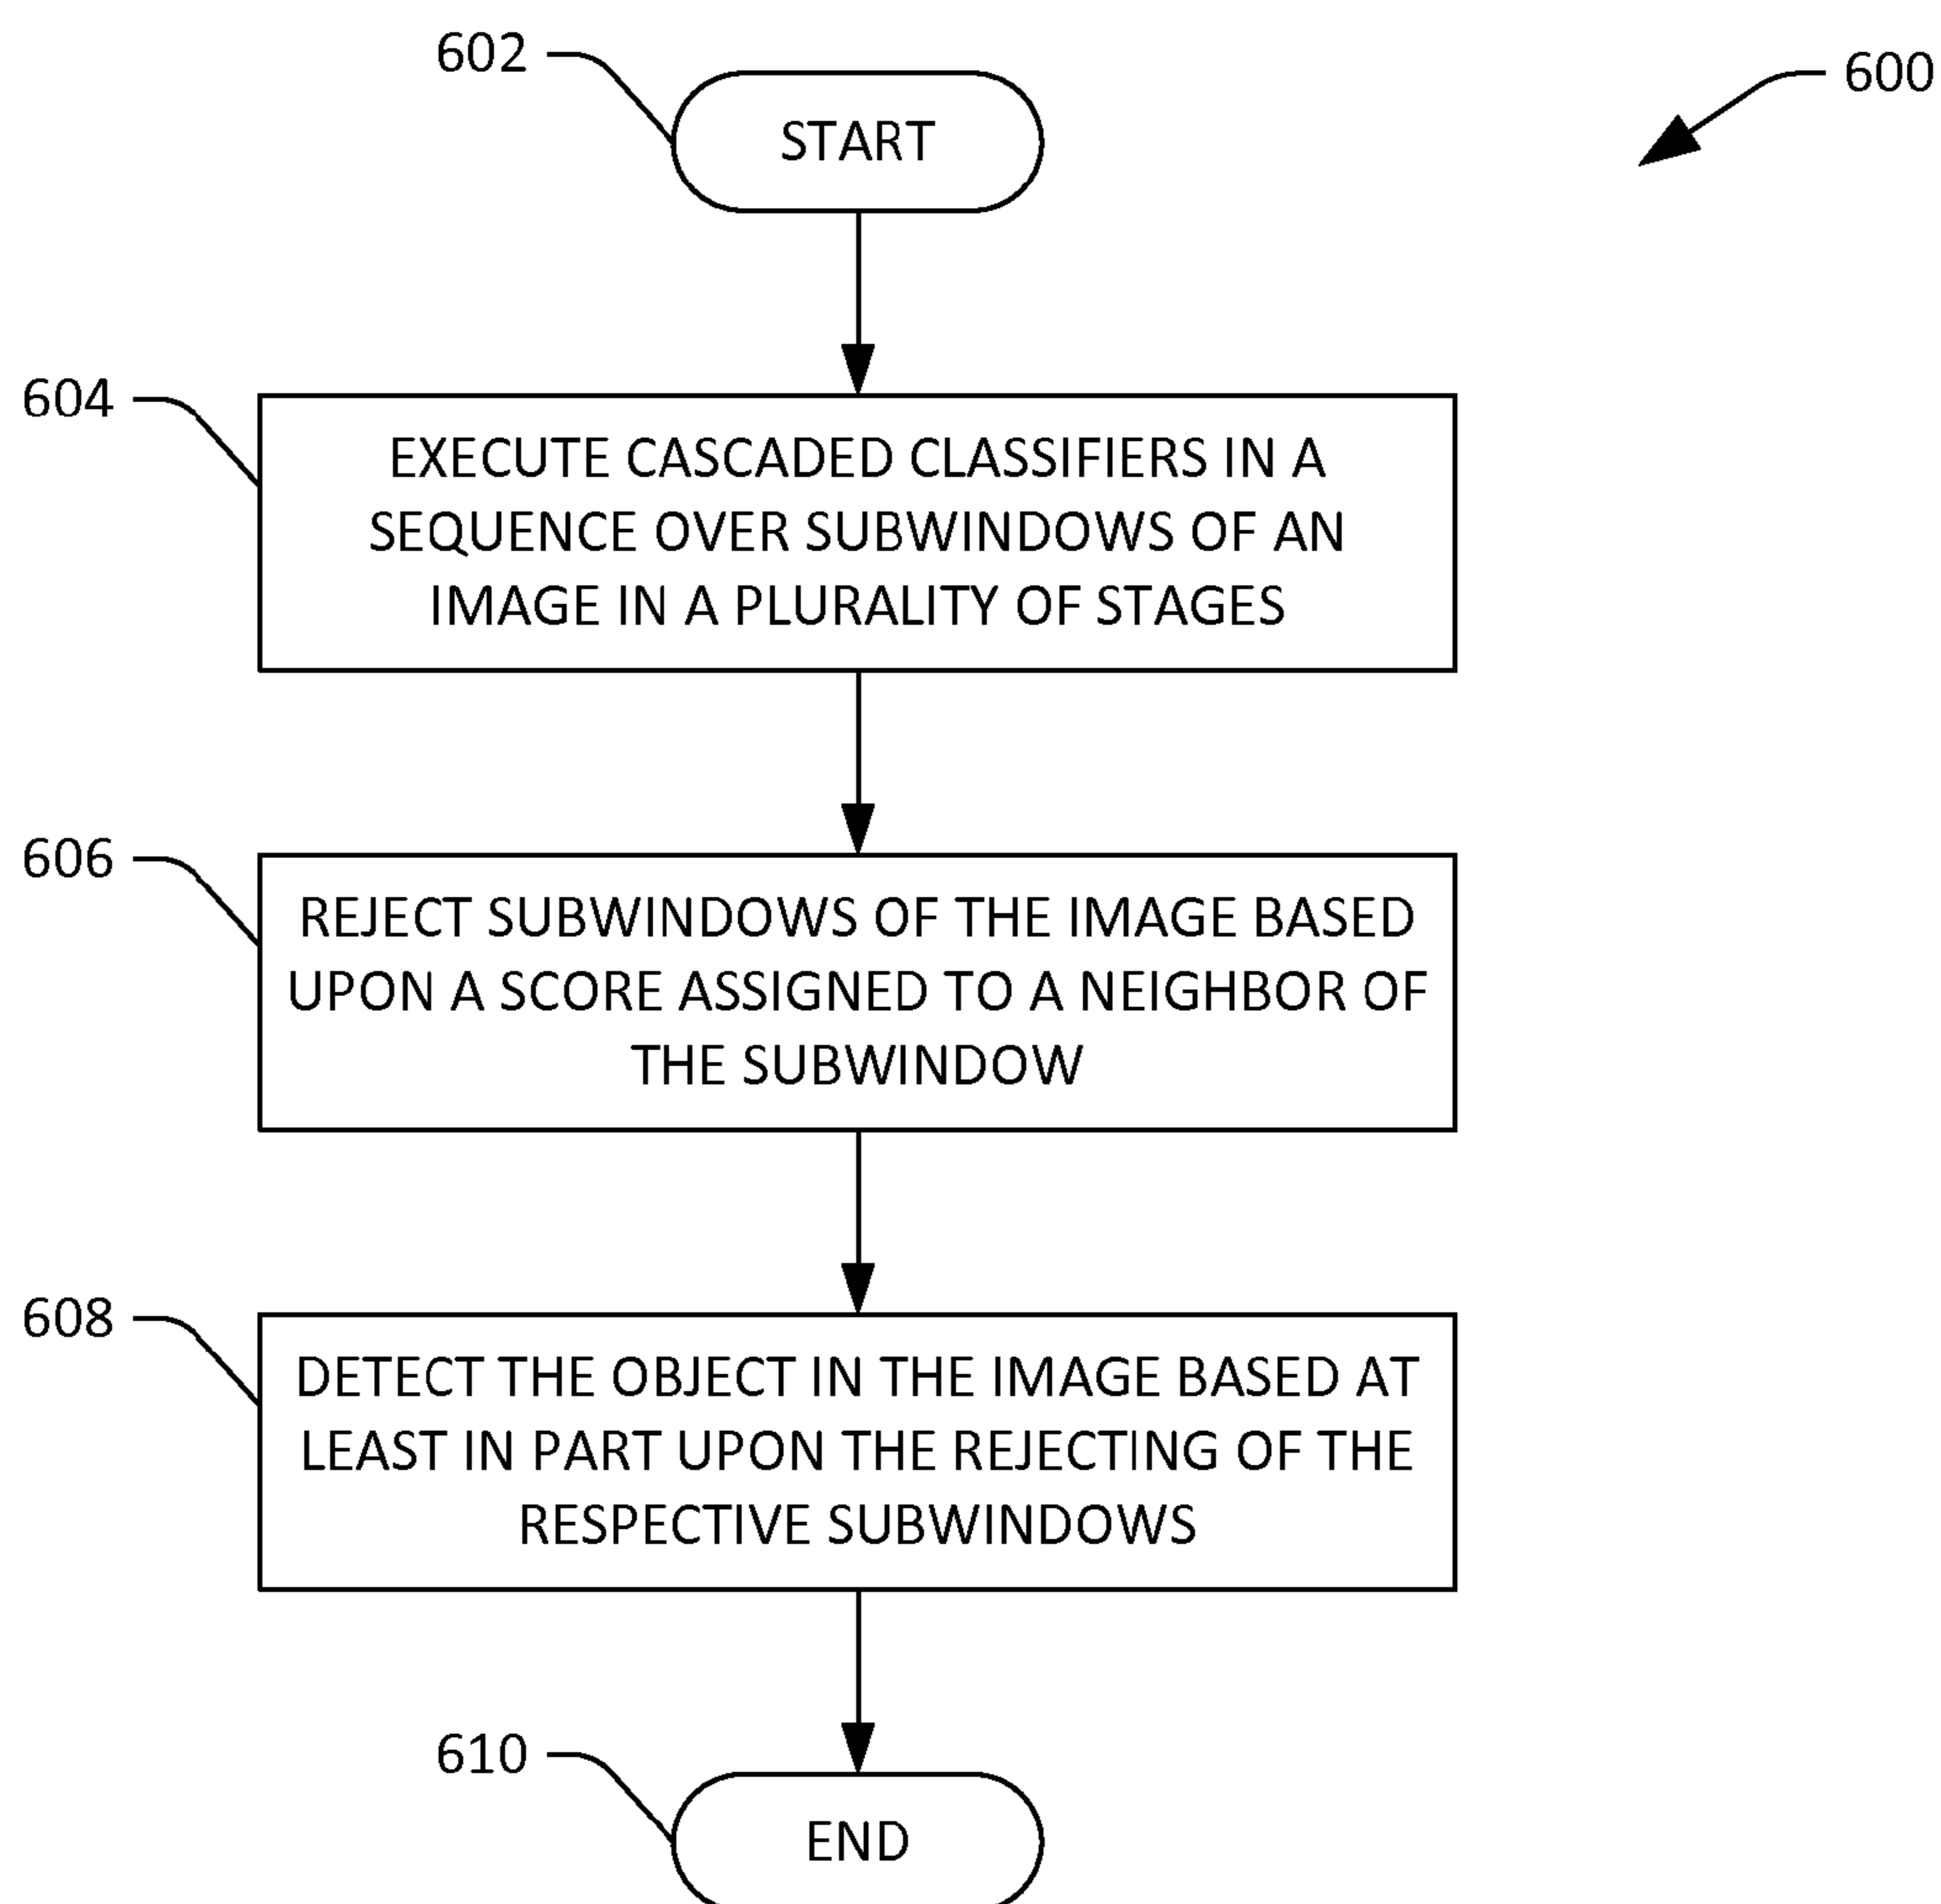 602
START
600
604
EXECUTE CASCADED CLASSIFIERS IN A
SEQUENCE OVER SUBWINDOWS OF AN
IMAGE IN A PLURALITY OF STAGES
606
REJECT SUBWINDOWS OF THE IMAGE BASED
UPON A SCORE ASSIGNED TO A NEIGHBOR OF
THE SUBWINDOW
608
DETECT THE OBJECT IN THE IMAGE BASED AT
LEAST IN PART UPON THE REJECTING OF THE
RESPECTIVE SUBWINDOWS
610
END